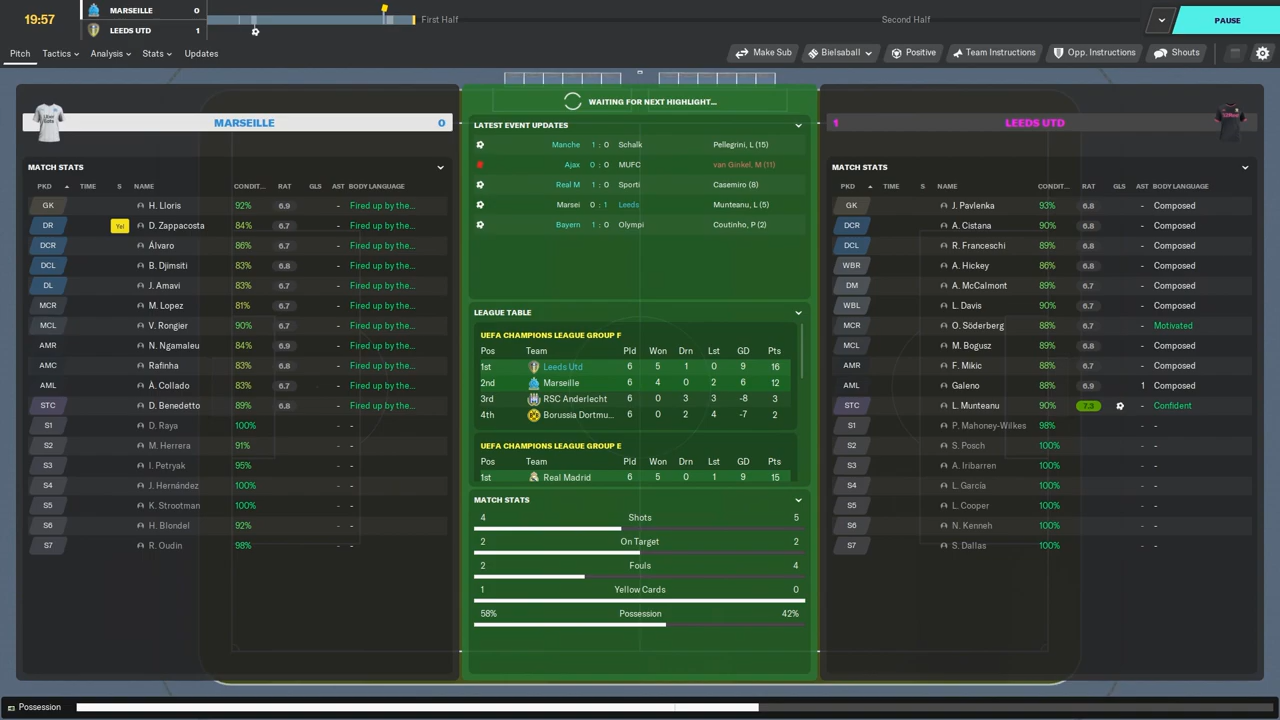 19:57
MARSEILLE 0
LEEDS UTD 1
First Half
Second Half
PAUSE
Pitch Tactics Analysis Stats Updates
Make Sub Bielsaball Positive Team Instructions Opp. Instructions Shouts
MARSEILLE 0
MATCH STATS
PKD TIME S NAME CONDIT... RAT GLS AST BODY LANGUAGE
GK H. Lloris 92% 6.9 - Fired up by the...
DR Ye! D. Zappacosta 84% 6.7 - Fired up by the...
DCR Álvaro 86% 6.7 - Fired up by the...
DCL B. Djimsiti 83% 6.8 - Fired up by the...
DL J. Amavi 83% 6.7 - Fired up by the...
MCR M. Lopez 81% 6.7 - Fired up by the...
MCL V. Rongier 90% 6.7 - Fired up by the...
AMR N. Ngamaleu 84% 6.9 - Fired up by the...
AMC Rafinha 83% 6.8 - Fired up by the...
AML Á. Collado 83% 6.7 - Fired up by the...
STC D. Benedetto 89% 6.8 - Fired up by the...
S1 D. Raya 100% - -
S2 M. Herrera 91% - -
S3 I. Petryak 95% - -
S4 J. Hernández 100% - -
S5 K. Strootman 100% - -
S6 H. Blondel 92% - -
S7 R. Oudin 98% - -
WAITING FOR NEXT HIGHLIGHT...
LATEST EVENT UPDATES
Manche 1 : 0 Schalk Pellegrini, L (15)
Ajax 0 : 0 MUFC van Ginkel, M (11)
Real M 1 : 0 Sporti Casemiro (8)
Marsei 0 : 1 Leeds Munteanu, L (5)
Bayern 1 : 0 Olympi Coutinho, P (2)
LEAGUE TABLE
UEFA CHAMPIONS LEAGUE GROUP F
Pos Team Pld Won Drn Lst GD Pts
1st Leeds Utd 6 5 1 0 9 16
2nd Marseille 6 4 0 2 6 12
3rd RSC Anderlecht 6 0 3 3 -8 3
4th Borussia Dortmu... 6 0 2 4 -7 2
UEFA CHAMPIONS LEAGUE GROUP E
Pos Team Pld Won Drn Lst GD Pts
1st Real Madrid 6 5 0 1 9 15
MATCH STATS
4 Shots 5
2 On Target 2
2 Fouls 4
1 Yellow Cards 0
58% Possession 42%
1 LEEDS UTD
MATCH STATS
PKD TIME S NAME CONDIT... RAT GLS AST BODY LANGUAGE
GK J. Pavlenka 93% 6.8 - Composed
DCR A. Cistana 90% 6.8 - Composed
DCL R. Franceschi 89% 6.8 - Composed
WBR A. Hickey 86% 6.8 - Composed
DM A. McCalmont 89% 6.8 - Composed
WBL L. Davis 90% 6.7 - Composed
MCR O. Söderberg 88% 6.7 - Motivated
MCL M. Bogusz 89% 6.8 - Composed
AMR F. Mikic 88% 6.7 - Composed
AML Galeno 88% 6.9 1 Composed
STC L. Munteanu 90% 7.3 - Confident
S1 P. Mahoney-Wilkes 98% - -
S2 S. Posch 100% - -
S3 A. Iribarren 100% - -
S4 L. García 100% - -
S5 L. Cooper 100% - -
S6 N. Kenneh 100% - -
S7 S. Dallas 100% - -
Possession